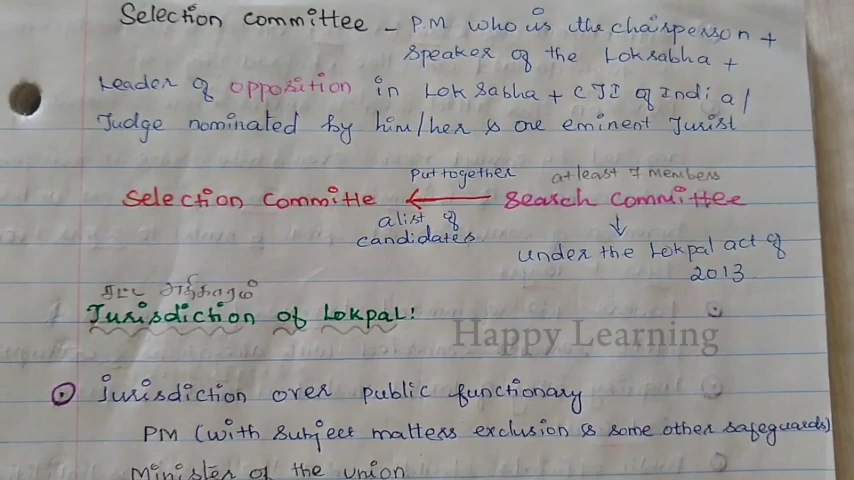 Selection committee - P.M who is the chairperson +
speaker of the Loksabha +
Leader of opposition in Lok sabha + CJI of India/
Judge nominated by him/her & one eminent Jurist
put together
atleast 7 members
Selection committe ← Search committee
a list of candidates.
↓
under the Lokpal act of 2013
சட்ட அதிகாரம்
Jurisdiction of Lokpal:
Happy Learning
Jurisdiction over public functionary
PM (with subject matters exclusion & some other safeguards)
Minister of the union